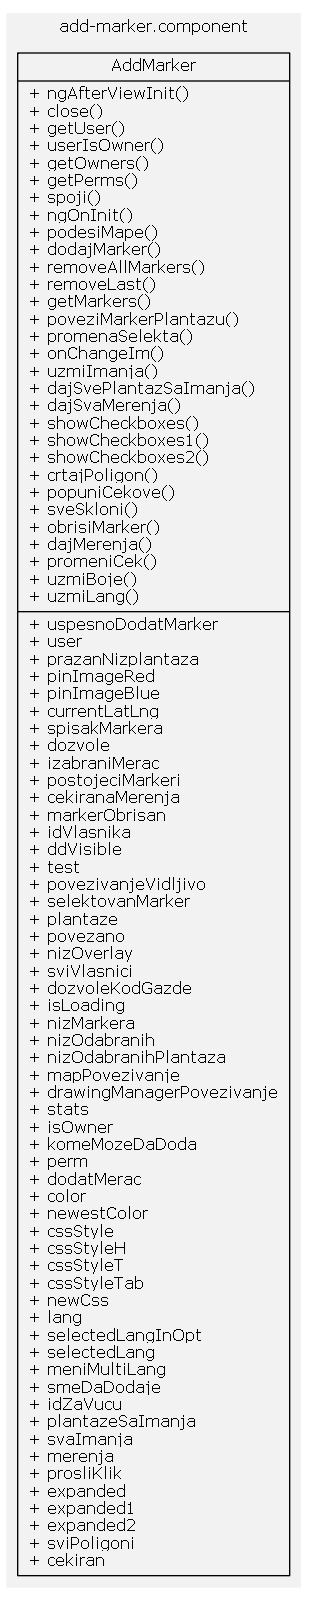 add-marker.component
AddMarker
+ ngAfterViewInit()
+ close()
+ getUser()
+ userIsOwner()
+ getOwners()
+ getPerms()
+ spoji()
+ ngOnInit()
+ podesiMape()
+ dodajMarker()
+ removeAllMarkers()
+ removeLast()
+ getMarkers()
+ poveziMarkerPlantazu()
+ promenaSelekta()
+ onChangeIm()
+ uzmiImanja()
+ dajSvePlantazSaImanja()
+ dajSvaMerenja()
+ showCheckboxes()
+ showCheckboxes1()
+ showCheckboxes2()
+ crtajPoligon()
+ popuniCekove()
+ sveSkloni()
+ obrisiMarker()
+ dajMerenja()
+ promeniCek()
+ uzmiBoje()
+ uzmiLang()
+ uspesnoDodatMarker
+ user
+ prazanNizplantaza
+ pinImageRed
+ pinImageBlue
+ currentLatLng
+ spisakMarkera
+ dozvole
+ izabraniMerac
+ postojeciMarkeri
+ cekiranaMerenja
+ markerObrisan
+ idVlasnika
+ ddVisible
+ test
+ povezivanjeVidljivo
+ selektovanMarker
+ plantaze
+ povezano
+ nizOverlay
+ sviVlasnici
+ dozvoleKodGazde
+ isLoading
+ nizMarkera
+ nizOdabranih
+ nizOdabranihPlantaza
+ mapPovezivanje
+ drawingManagerPovezivanje
+ stats
+ isOwner
+ komeMozeDaDoda
+ perm
+ dodatMerac
+ color
+ newestColor
+ cssStyle
+ cssStyleH
+ cssStyleT
+ cssStyleTab
+ newCss
+ lang
+ selectedLangInOpt
+ selectedLang
+ meniMultiLang
+ smeDaDodaje
+ idZaVucu
+ plantazeSaImanja
+ svaImanja
+ merenja
+ prosliKlik
+ expanded
+ expanded1
+ expanded2
+ sviPoligoni
+ cekiran